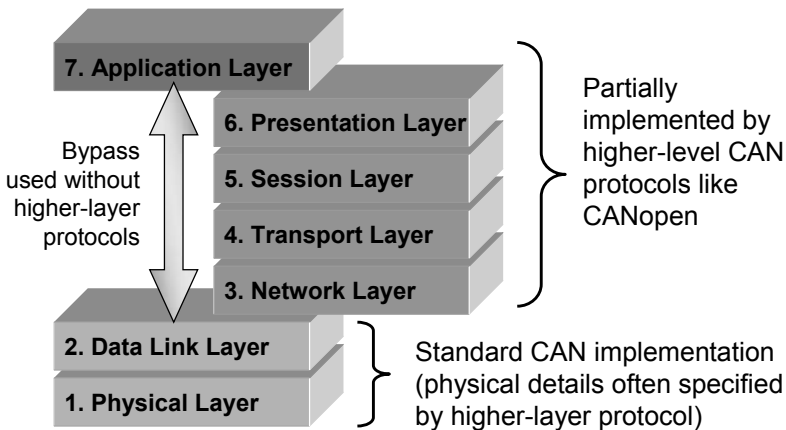 7. Application Layer
6. Presentation Layer
5. Session Layer
4. Transport Layer
3. Network Layer
2. Data Link Layer
1. Physical Layer
Bypass
used without
higher-layer
protocols
Partially
implemented by
higher-level CAN
protocols like
CANopen
Standard CAN implementation
(physical details often specified
by higher-layer protocol)